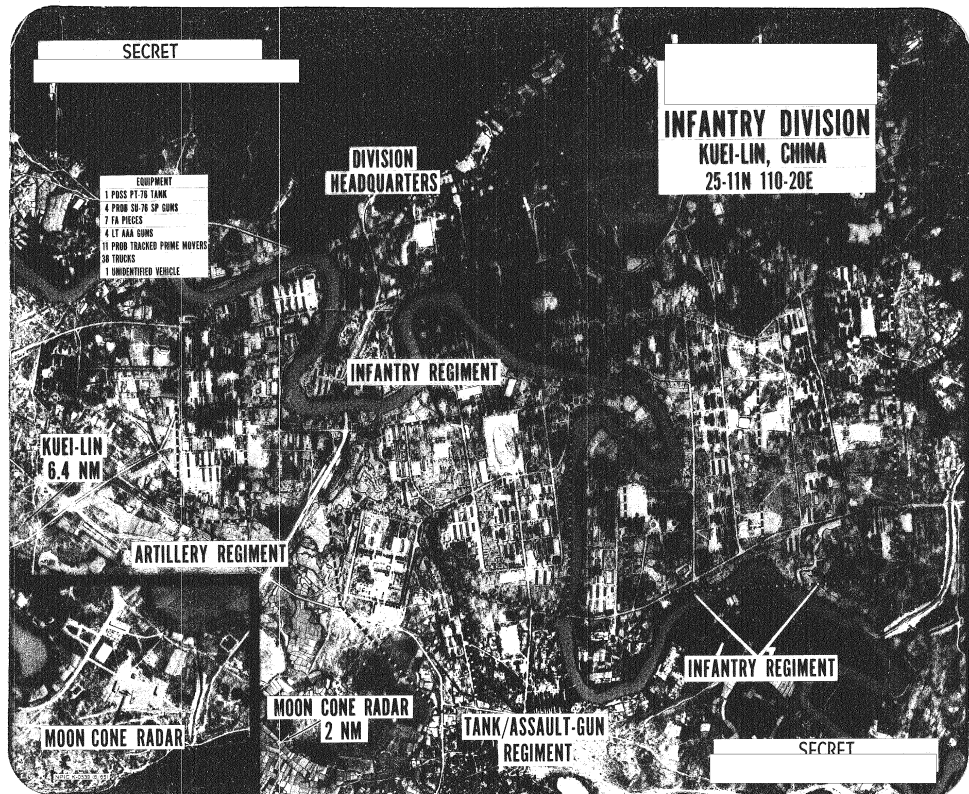 SECRET
INFANTRY DIVISION
KUEI-LIN, CHINA
25-11N 110-20E
DIVISION
HEADQUARTERS
EQUIPMENT
1 POSS PT-76 TANK
4 PROB SU-76 SP GUNS
7 FA PIECES
4 LT AAA GUNS
11 PROB TRACKED PRIME MOVERS
38 TRUCKS
1 UNIDENTIFIED VEHICLE
INFANTRY REGIMENT
KUEI-LIN
6.4 NM
ARTILLERY REGIMENT
INFANTRY REGIMENT
MOON CONE RADAR
2 NM
TANK/ASSAULT-GUN
REGIMENT
MOON CONE RADAR
SECRET